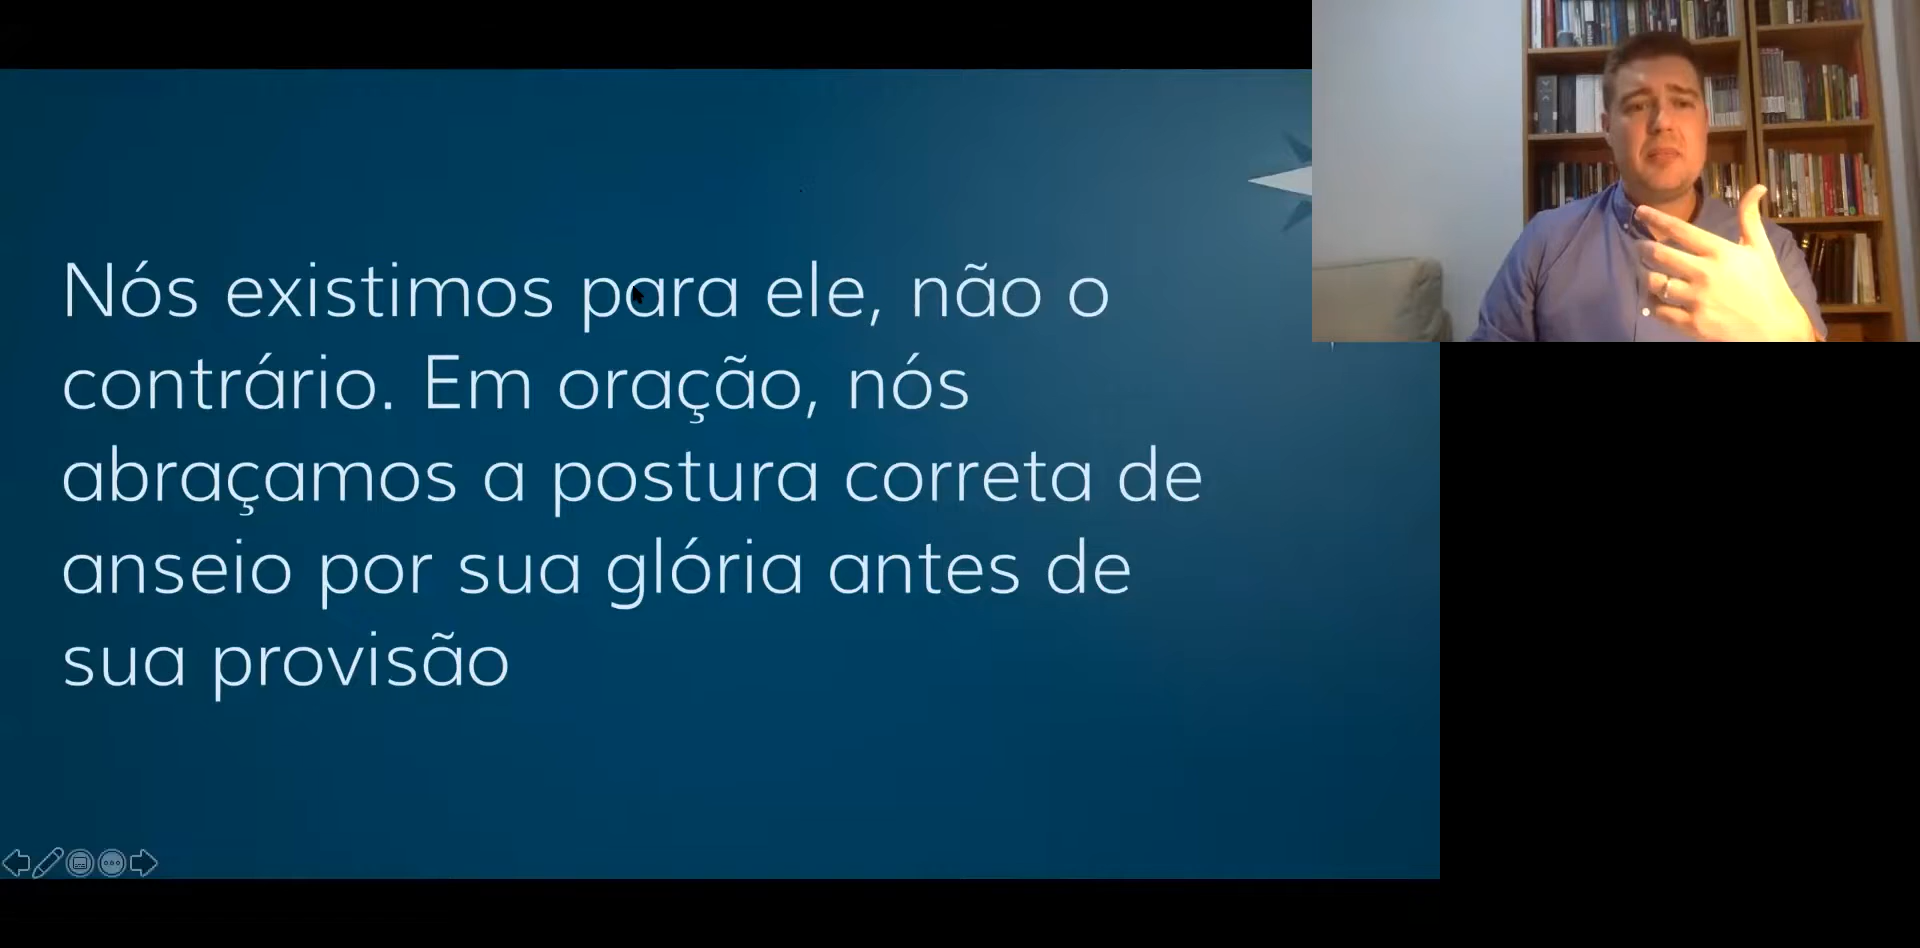 Nós existimos para ele, não o
contrário. Em oração, nós
abraçamos a postura correta de
anseio por sua glória antes de
sua provisão